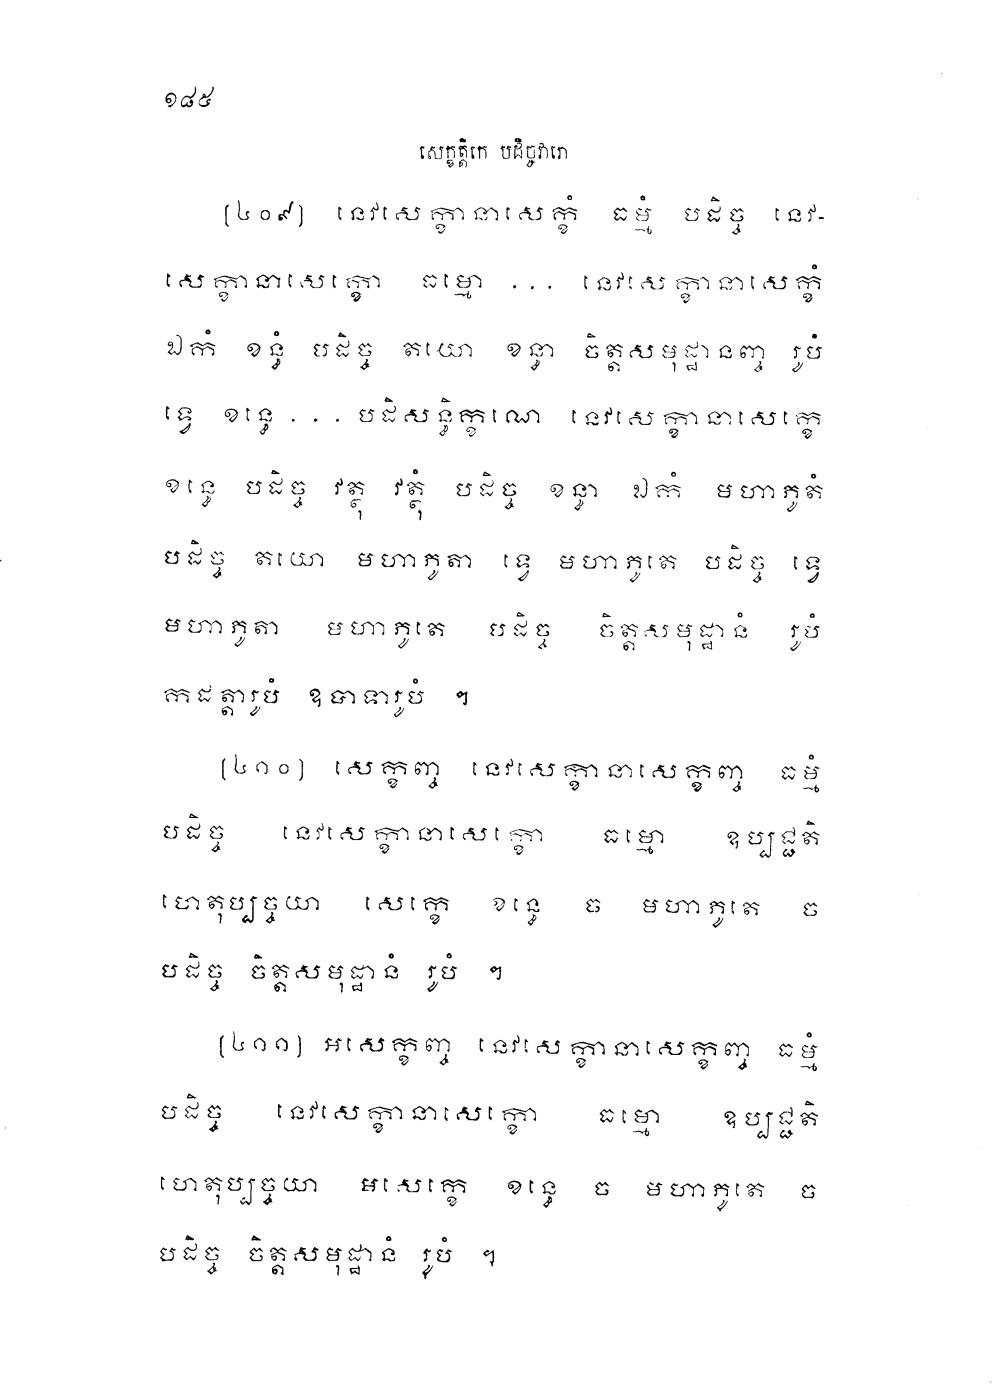 ១៨៥
សេក្ខត្តិកេ បដិច្ចវារោ
(៤០៩) នេវសេក្ខានាសេក្ខំ ធម្មំ បដិច្ច នេវ-
សេក្ខានាសេក្ខោ ធម្មោ ... នេវសេក្ខានាសេក្ខំ
ឯកំ ខន្ធំ បដិច្ច តយោ ខន្ធា ចិត្តសមុដ្ឋានញ្ច រូបំ
ទ្វេ ខន្ធេ ... បដិសន្ធិក្ខណេ នេវសេក្ខានាសេក្ខេ
ខន្ធេ បដិច្ច វត្ថុ វត្ថុំ បដិច្ច ខន្ធា ឯកំ មហាភូតំ
បដិច្ច តយោ មហាភូតា ទ្វេ មហាភូតេ បដិច្ច ទ្វេ
មហាភូតា មហាភូតេ បដិច្ច ចិត្តសមុដ្ឋានំ រូបំ
កដត្តារូបំ ឧបាទារូបំ ។
(៤១០) សេក្ខញ្ច នេវសេក្ខានាសេក្ខញ្ច ធម្មំ
បដិច្ច នេវសេក្ខានាសេក្ខោ ធម្មោ ឧប្បជ្ជតិ
ហេតុប្បច្ចយា សេក្ខេ ខន្ធេ ច មហាភូតេ ច
បដិច្ច ចិត្តសមុដ្ឋានំ រូបំ ។
(៤១១) អសេក្ខញ្ច នេវសេក្ខានាសេក្ខញ្ច ធម្មំ
បដិច្ច នេវសេក្ខានាសេក្ខោ ធម្មោ ឧប្បជ្ជតិ
ហេតុប្បច្ចយា អសេក្ខេ ខន្ធេ ច មហាភូតេ ច
បដិច្ច ចិត្តសមុដ្ឋានំ រូបំ ។